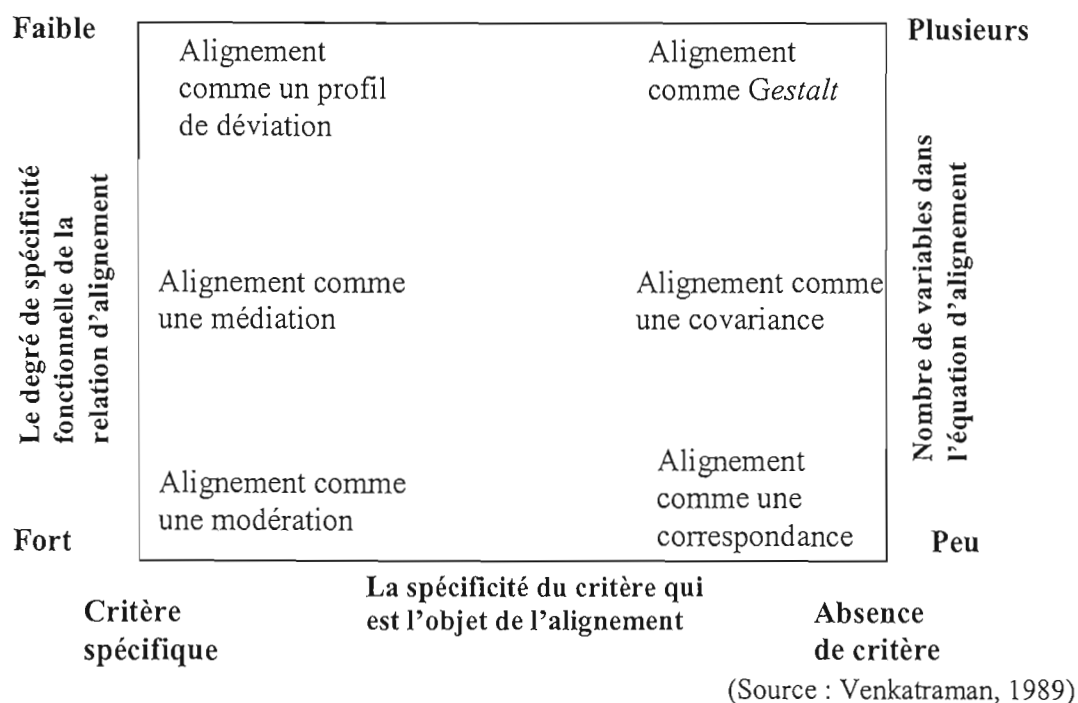 Faible
Plusieurs
Alignement
comme un profil
de déviation
Alignement
comme Gestalt
Le degré de spécificité
fonctionnelle de la
relation d'alignement
Alignement comme
une médiation
Alignement comme
une covariance
Nombre de variables dans
l'équation d'alignement
Alignement comme
une modération
Alignement
comme une
correspondance
Fort
Peu
Critère
spécifique
La spécificité du critère qui
est l'objet de l'alignement
Absence
de critère
(Source : Venkatraman, 1989)